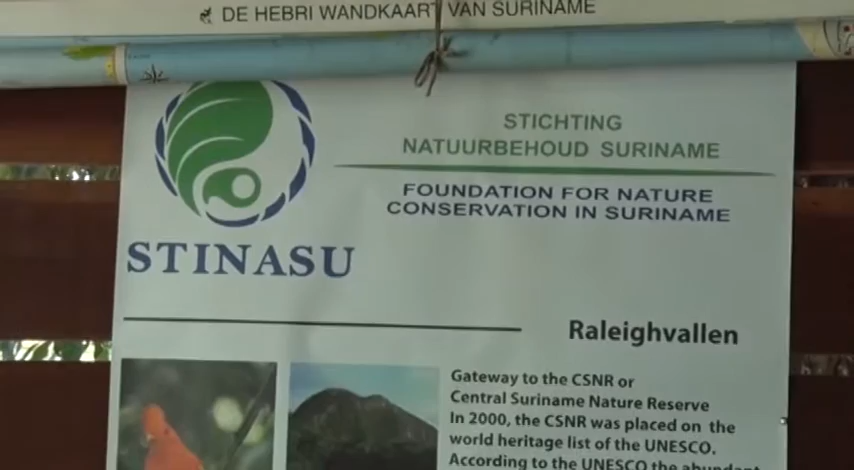 DE HEBRI WANDKAART VAN SURINAME
STICHTING
NATUURBEHOUD SURINAME
FOUNDATION FOR NATURE
CONSERVATION IN SURINAME
STINASU
Raleighvallen
Gateway to the CSNR or
Central Suriname Nature Reserve
In 2000, the CSNR was placed on the
world heritage list of the UNESCO.
According to the UNESCO the abundant